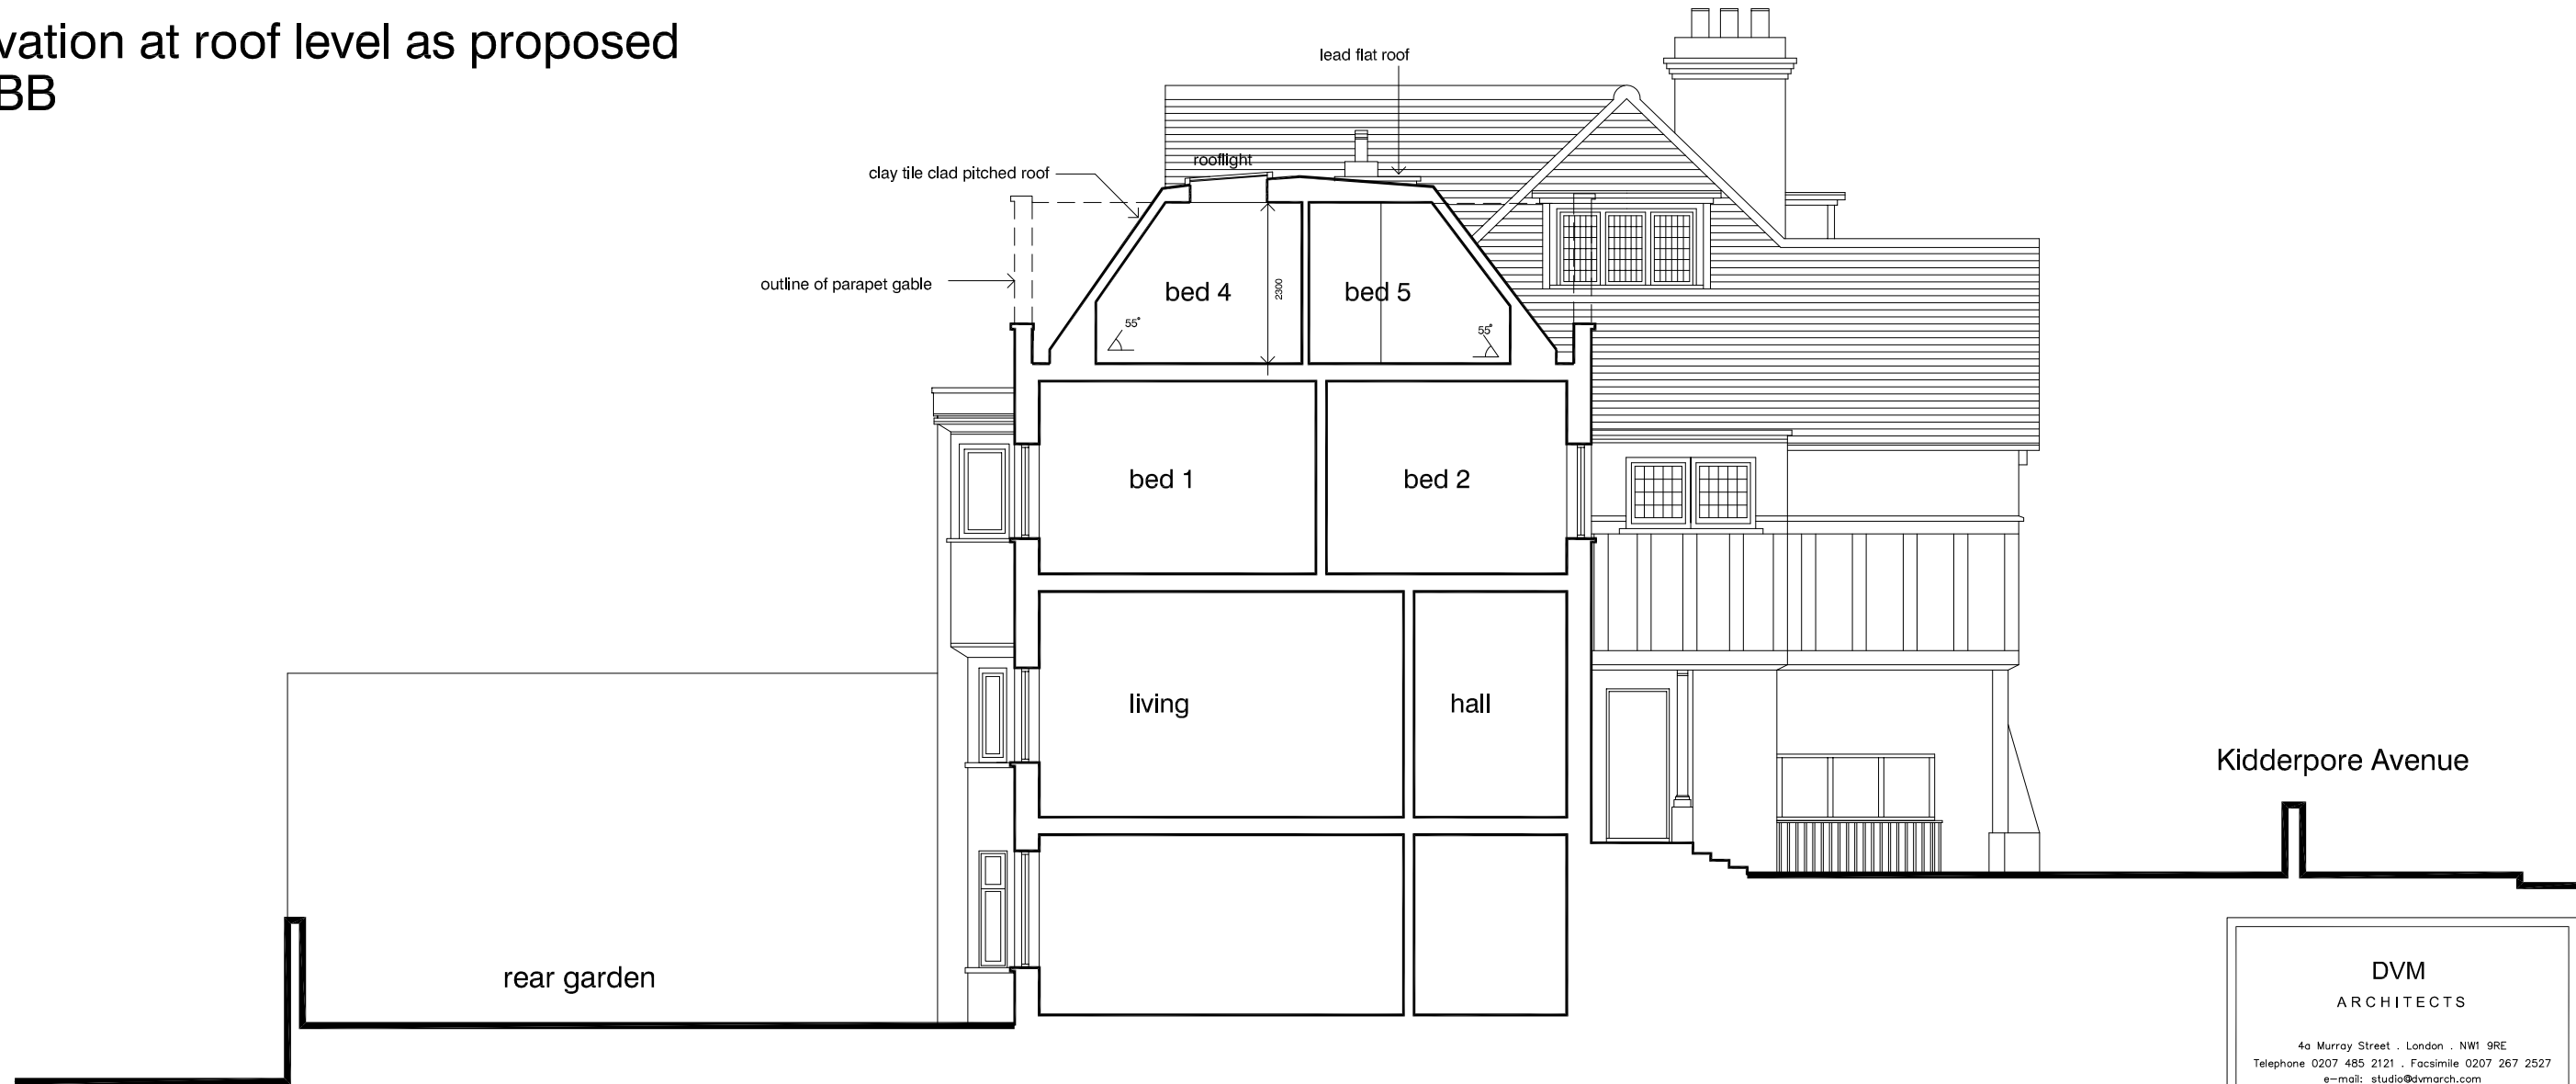 vation at roof level as proposed
BB
lead flat roof
rooflight
clay tile clad pitched roof
outline of parapet gable
bed 4
2300
bed 5
55°
55°
bed 1
bed 2
living
hall
Kidderpore Avenue
rear garden
DVM
ARCHITECTS
4a Murray Street . London . NW1 9RE
Telephone 0207 485 2121 . Facsimile 0207 267 2527
e-mail: studio@dvmarch.com